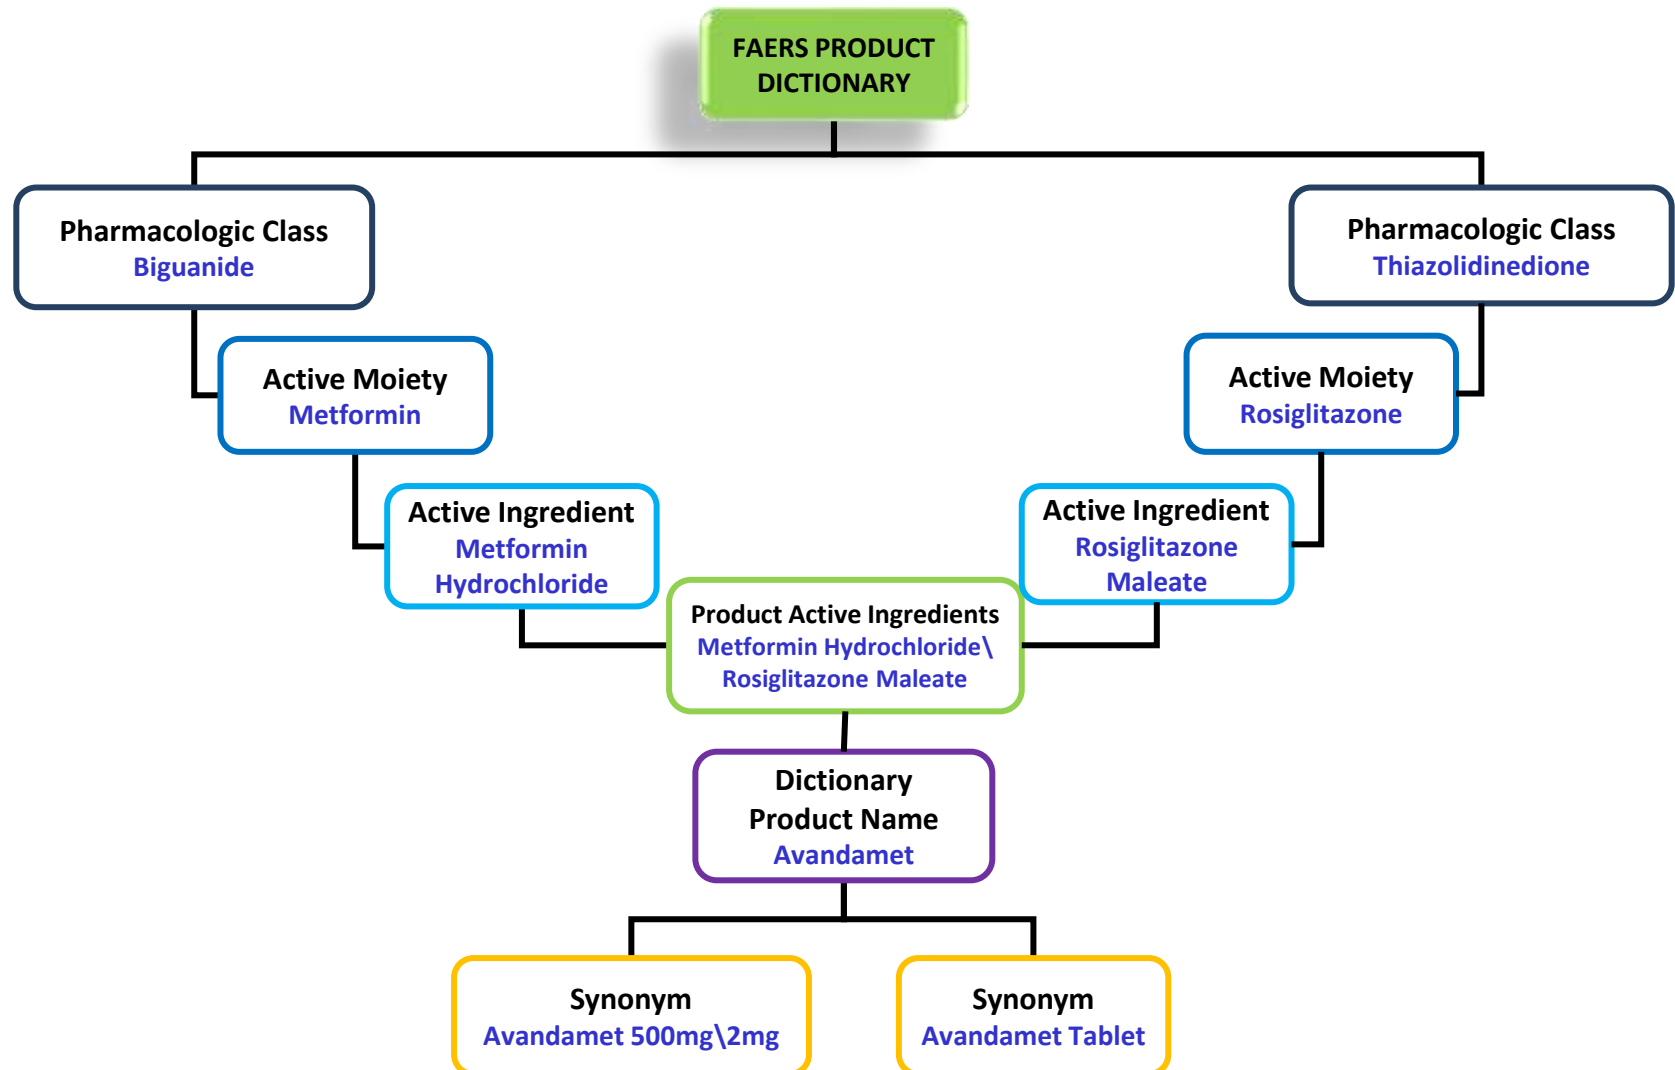 FAERS PRODUCT
DICTIONARY
Pharmacologic Class
Biguanide
Pharmacologic Class
Thiazolidinedione
Active Moiety
Metformin
Active Moiety
Rosiglitazone
Active Ingredient
Metformin
Hydrochloride
Active Ingredient
Rosiglitazone
Maleate
Product Active Ingredients
Metformin Hydrochloride\
Rosiglitazone Maleate
Dictionary
Product Name
Avandamet
Synonym
Avandamet 500mg\2mg
Synonym
Avandamet Tablet